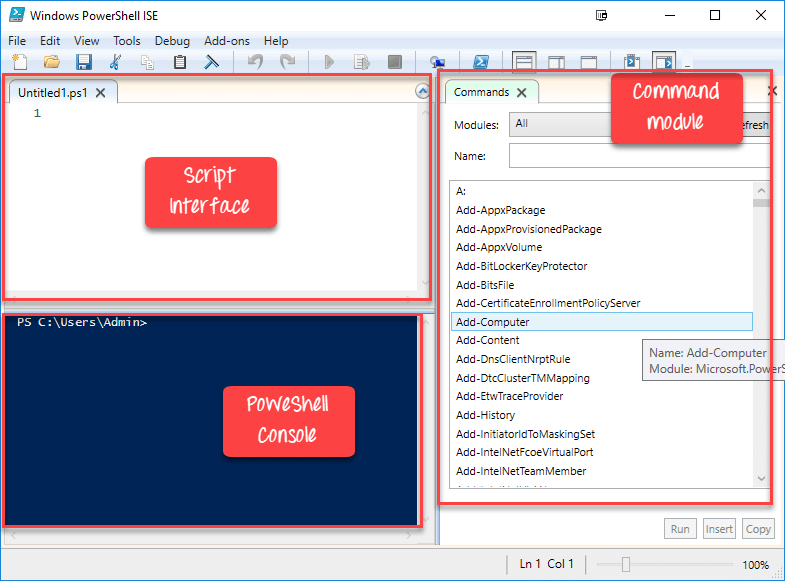 Windows PowerShell ISE
File Edit View Tools Debug Add-ons Help
Untitled1.ps1
1
Script
Interface
PS C:\Users\Admin>
PoweShell
Console
Commands
Command
module
Modules: All
efresh
Name:
A:
Add-AppxPackage
Add-AppxProvisionedPackage
Add-AppxVolume
Add-BitLockerKeyProtector
Add-BitsFile
Add-CertificateEnrollmentPolicyServer
Add-Computer
Add-Content
Add-DnsClientNrptRule
Add-DtcClusterTMMapping
Add-EtwTraceProvider
Add-History
Add-InitiatorIdToMaskingSet
Add-IntelNetFcoeVirtualPort
Add-IntelNetTeamMember
Name: Add-Computer
Module: Microsoft.PowerS
Run Insert Copy
Ln 1 Col 1 100%